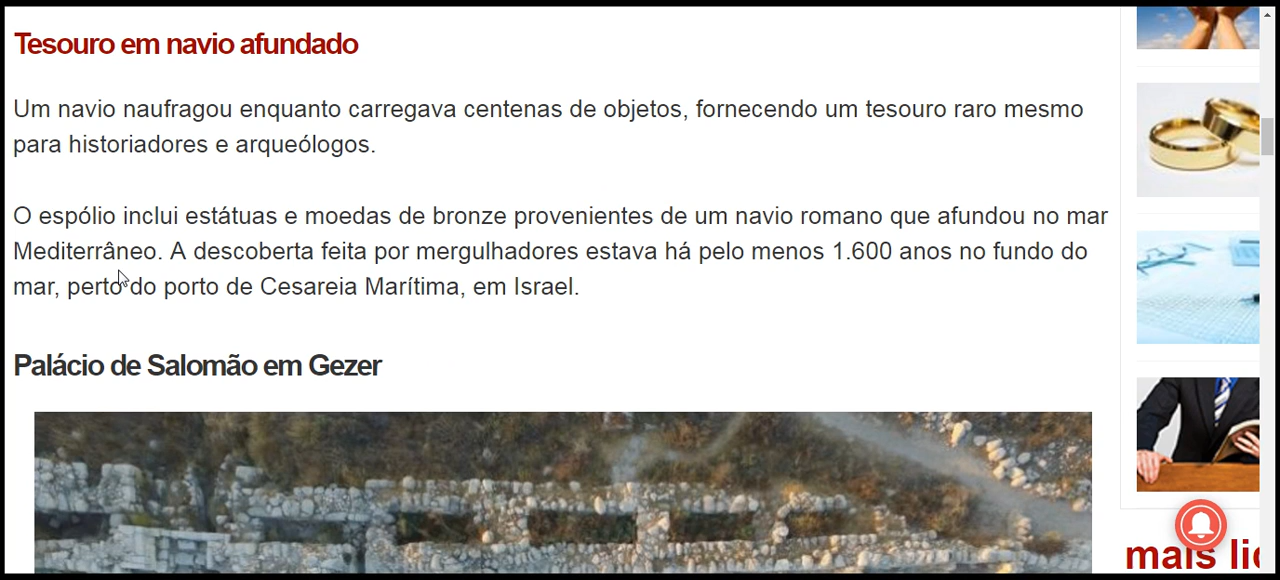 Tesouro em navio afundado
Um navio naufragou enquanto carregava centenas de objetos, fornecendo um tesouro raro mesmo
para historiadores e arqueólogos.
O espólio inclui estátuas e moedas de bronze provenientes de um navio romano que afundou no mar
Mediterrâneo. A descoberta feita por mergulhadores estava há pelo menos 1.600 anos no fundo do
mar, perto do porto de Cesareia Marítima, em Israel.
Palácio de Salomão em Gezer
mais